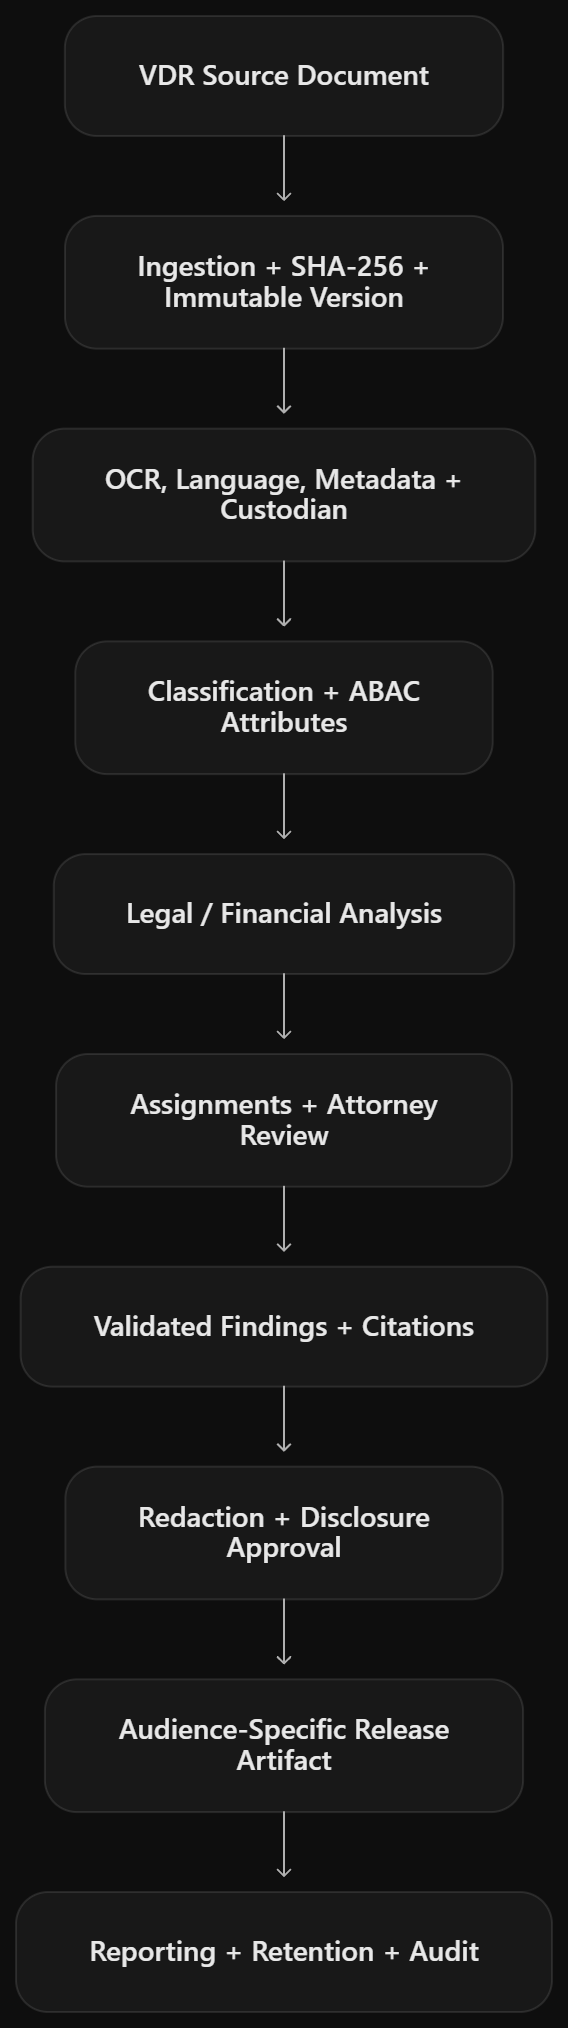 VDR Source Document
Ingestion + SHA-256 +
Immutable Version
OCR, Language, Metadata +
Custodian
Classification + ABAC
Attributes
Legal / Financial Analysis
Assignments + Attorney
Review
Validated Findings + Citations
Redaction + Disclosure
Approval
Audience-Specific Release
Artifact
Reporting + Retention + Audit